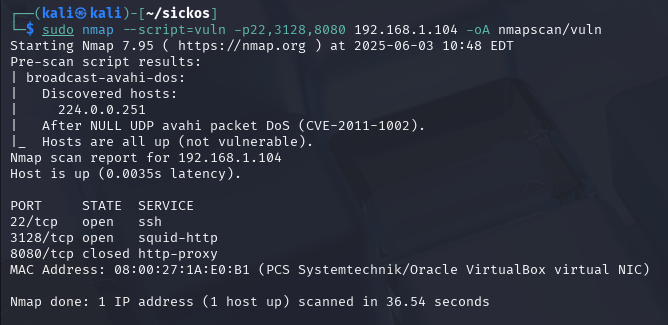 ┌──(kali㉿kali)-[~/sickos]
└─$ sudo nmap --script=vuln -p22,3128,8080 192.168.1.104 -oA nmapscan/vuln
Starting Nmap 7.95 ( https://nmap.org ) at 2025-06-03 10:48 EDT
Pre-scan script results:
| broadcast-avahi-dos:
|   Discovered hosts:
|     224.0.0.251
|   After NULL UDP avahi packet DoS (CVE-2011-1002).
|_  Hosts are all up (not vulnerable).
Nmap scan report for 192.168.1.104
Host is up (0.0035s latency).

PORT     STATE  SERVICE
22/tcp   open   ssh
3128/tcp open   squid-http
8080/tcp closed http-proxy
MAC Address: 08:00:27:1A:E0:B1 (PCS Systemtechnik/Oracle VirtualBox virtual NIC)

Nmap done: 1 IP address (1 host up) scanned in 36.54 seconds